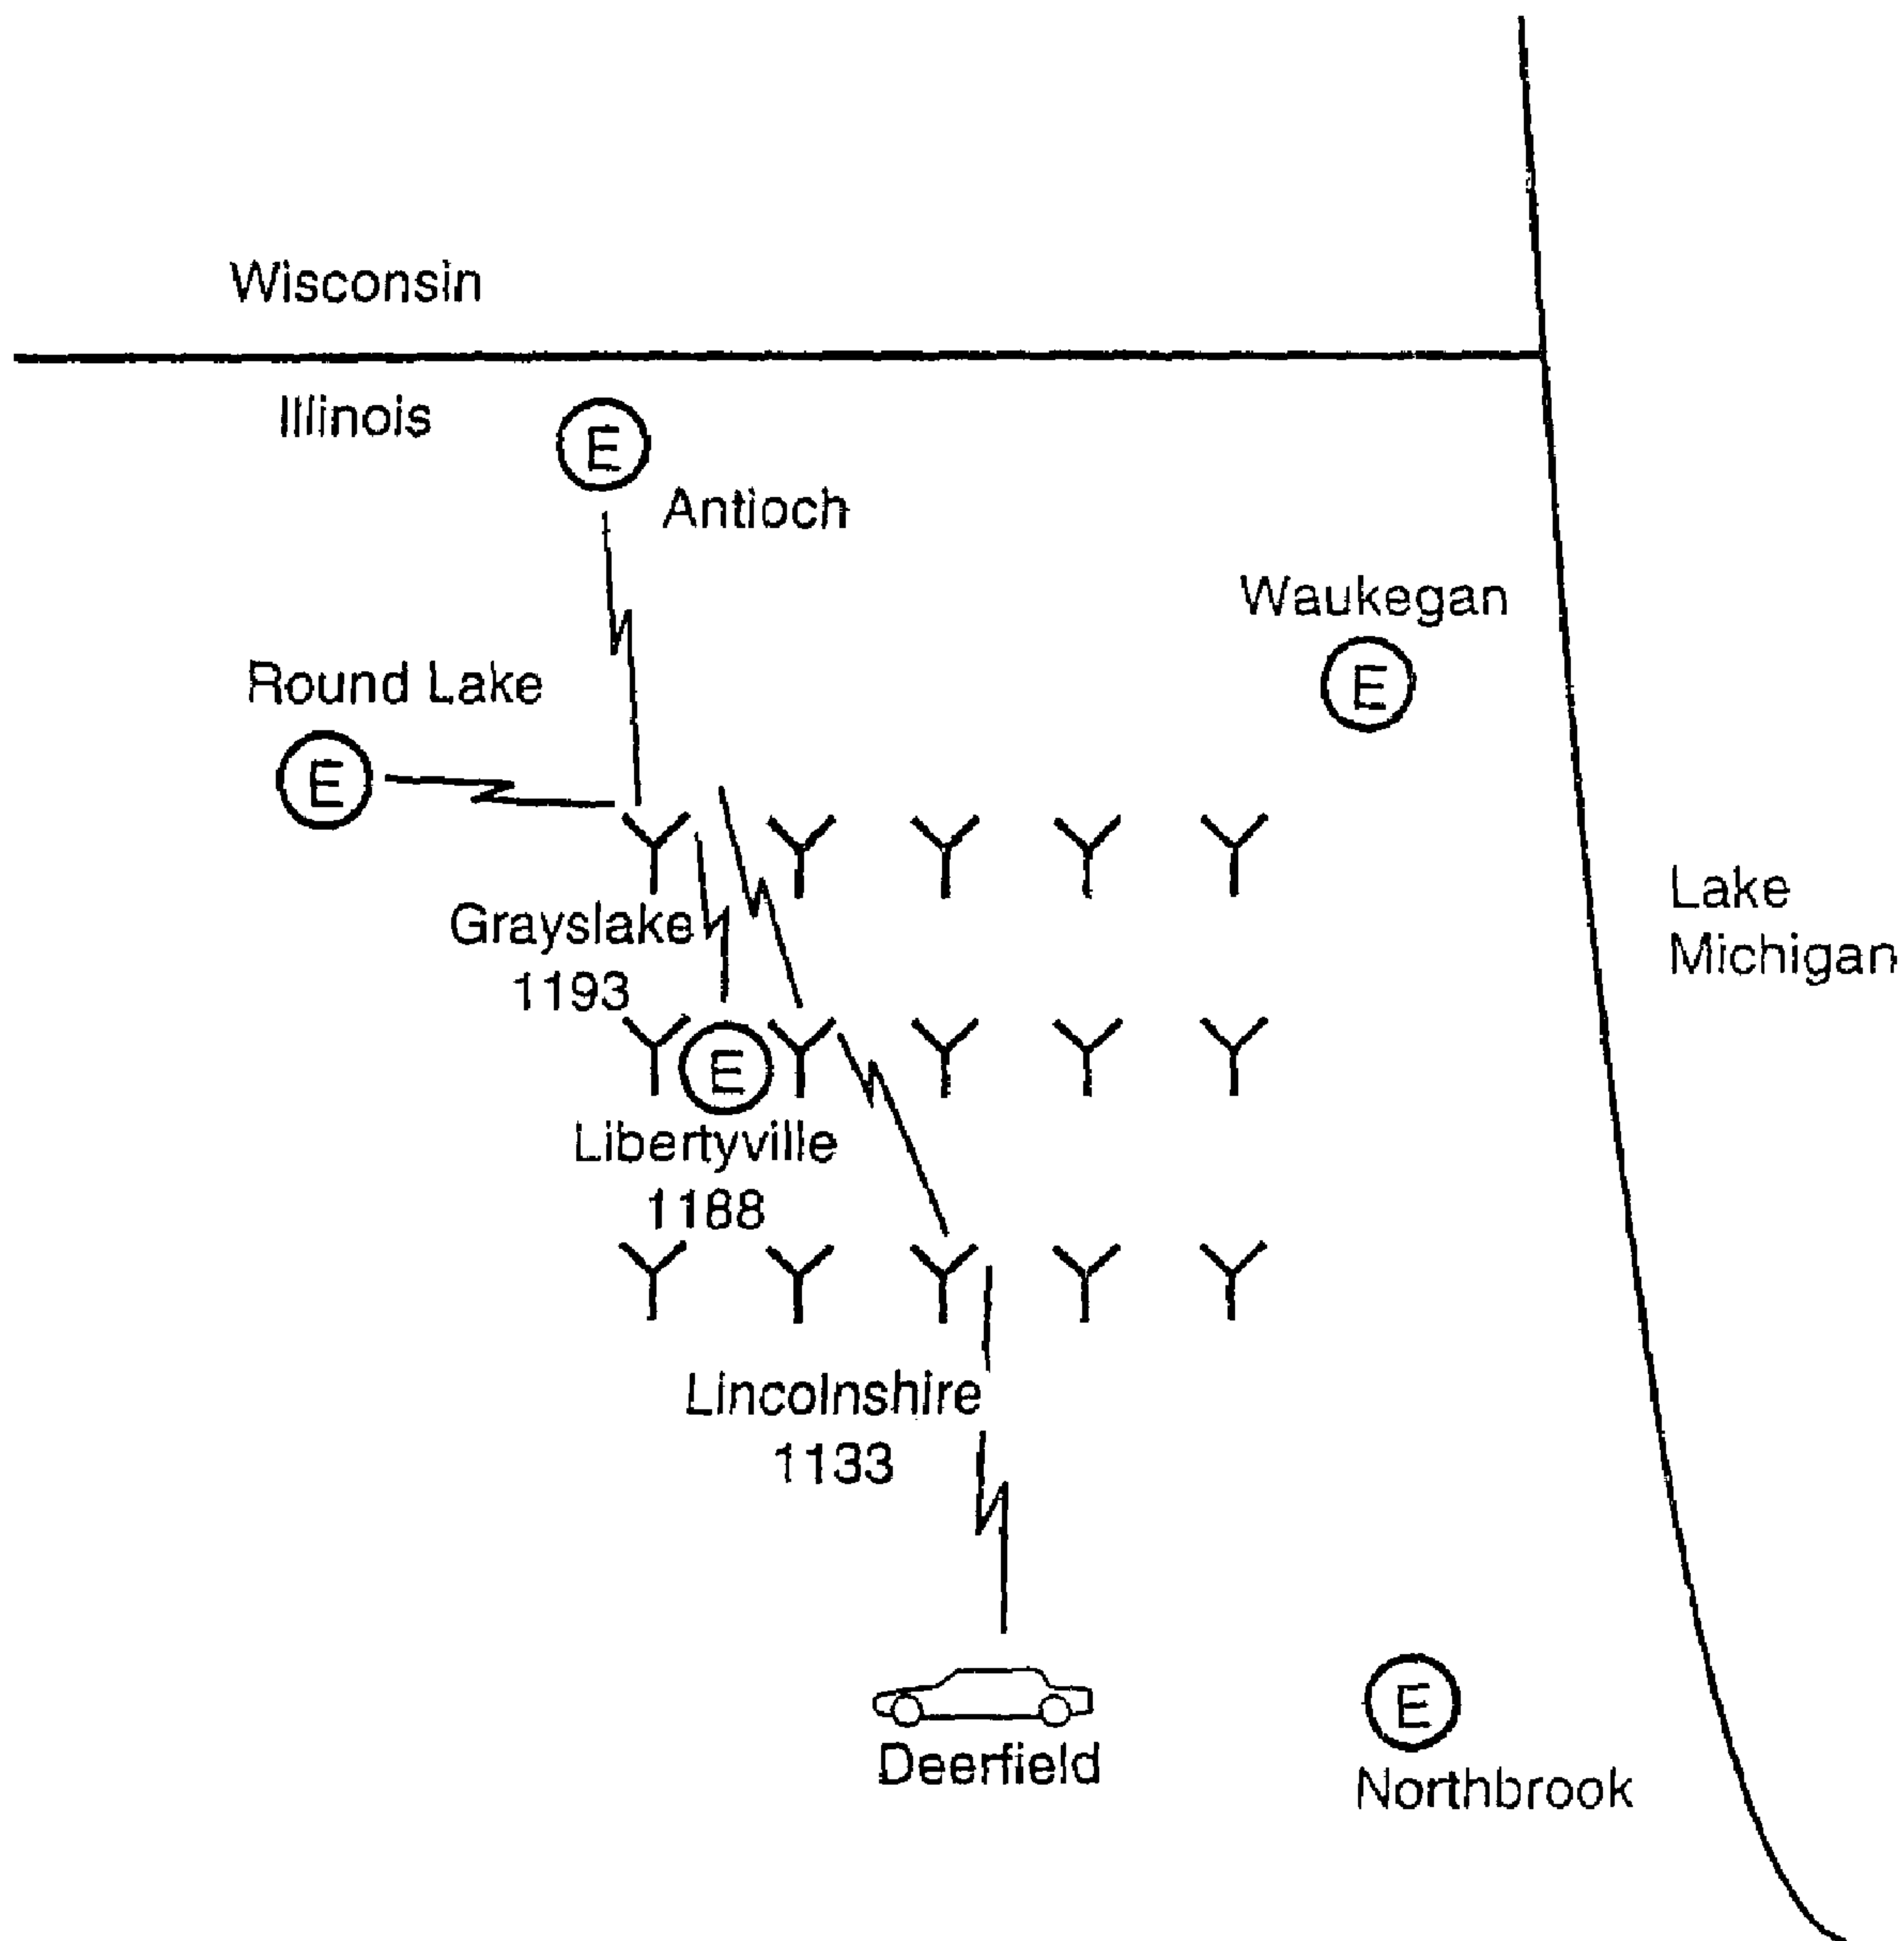 Wisconsin
Illinois
E
Antioch
Waukegan
E
Round Lake
E
Lake
Michigan
Grayslake
1193
E
Libertyville
1188
Lincolnshire
1133
Deerfield
E
Northbrook